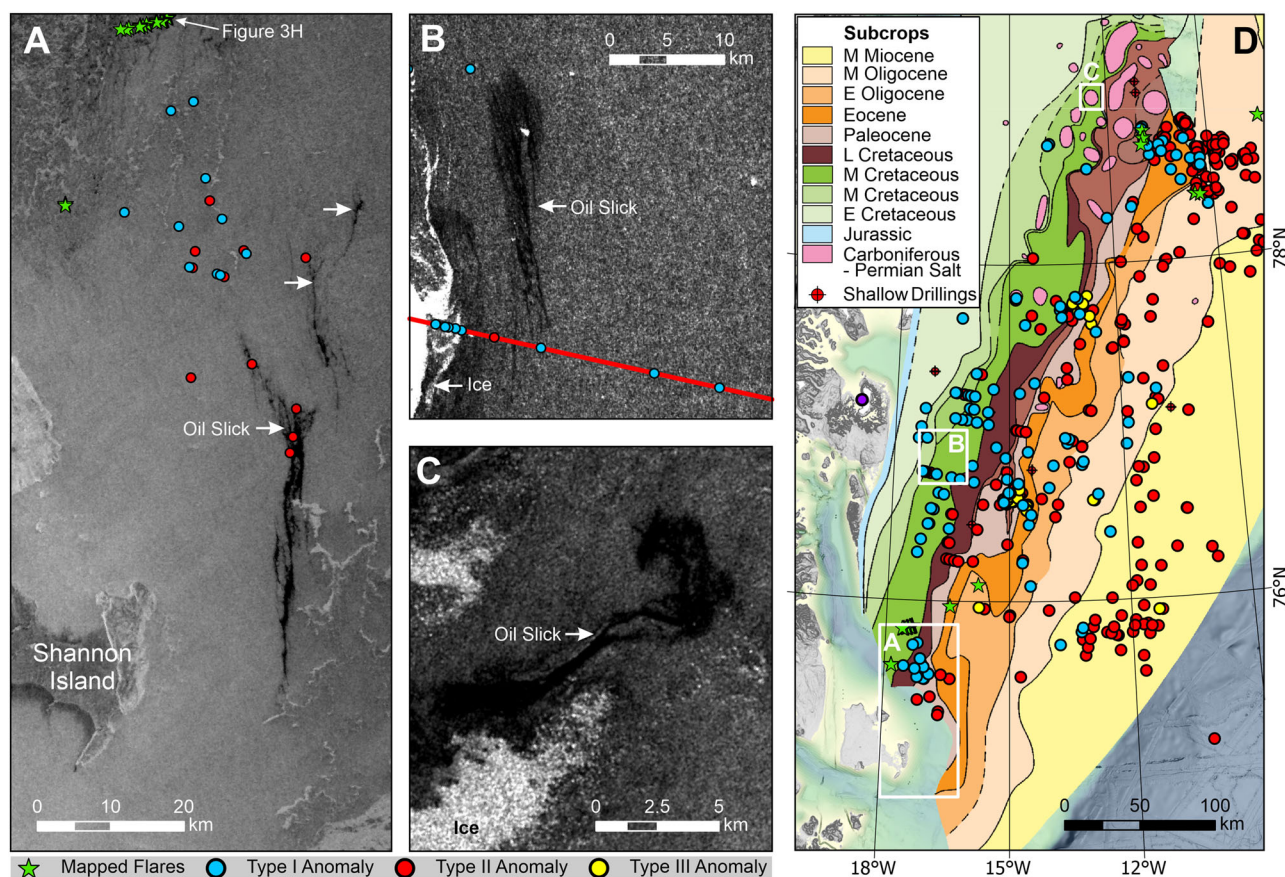 A
Figure 3H
Oil Slick
Shannon
Island
0 10 20
km
B
0 5 10
km
Oil Slick
Ice
C
Oil Slick
0 2.5 5
km
Ice
D
Subcrops
M Miocene
M Oligocene
E Oligocene
Eocene
Paleocene
L Cretaceous
M Cretaceous
M Cretaceous
E Cretaceous
Jurassic
Carboniferous
- Permian Salt
Shallow Drillings
C
78°N
B
76°N
A
0 50 100
km
18°W 15°W 12°W
Mapped Flares Type I Anomaly Type II Anomaly Type III Anomaly